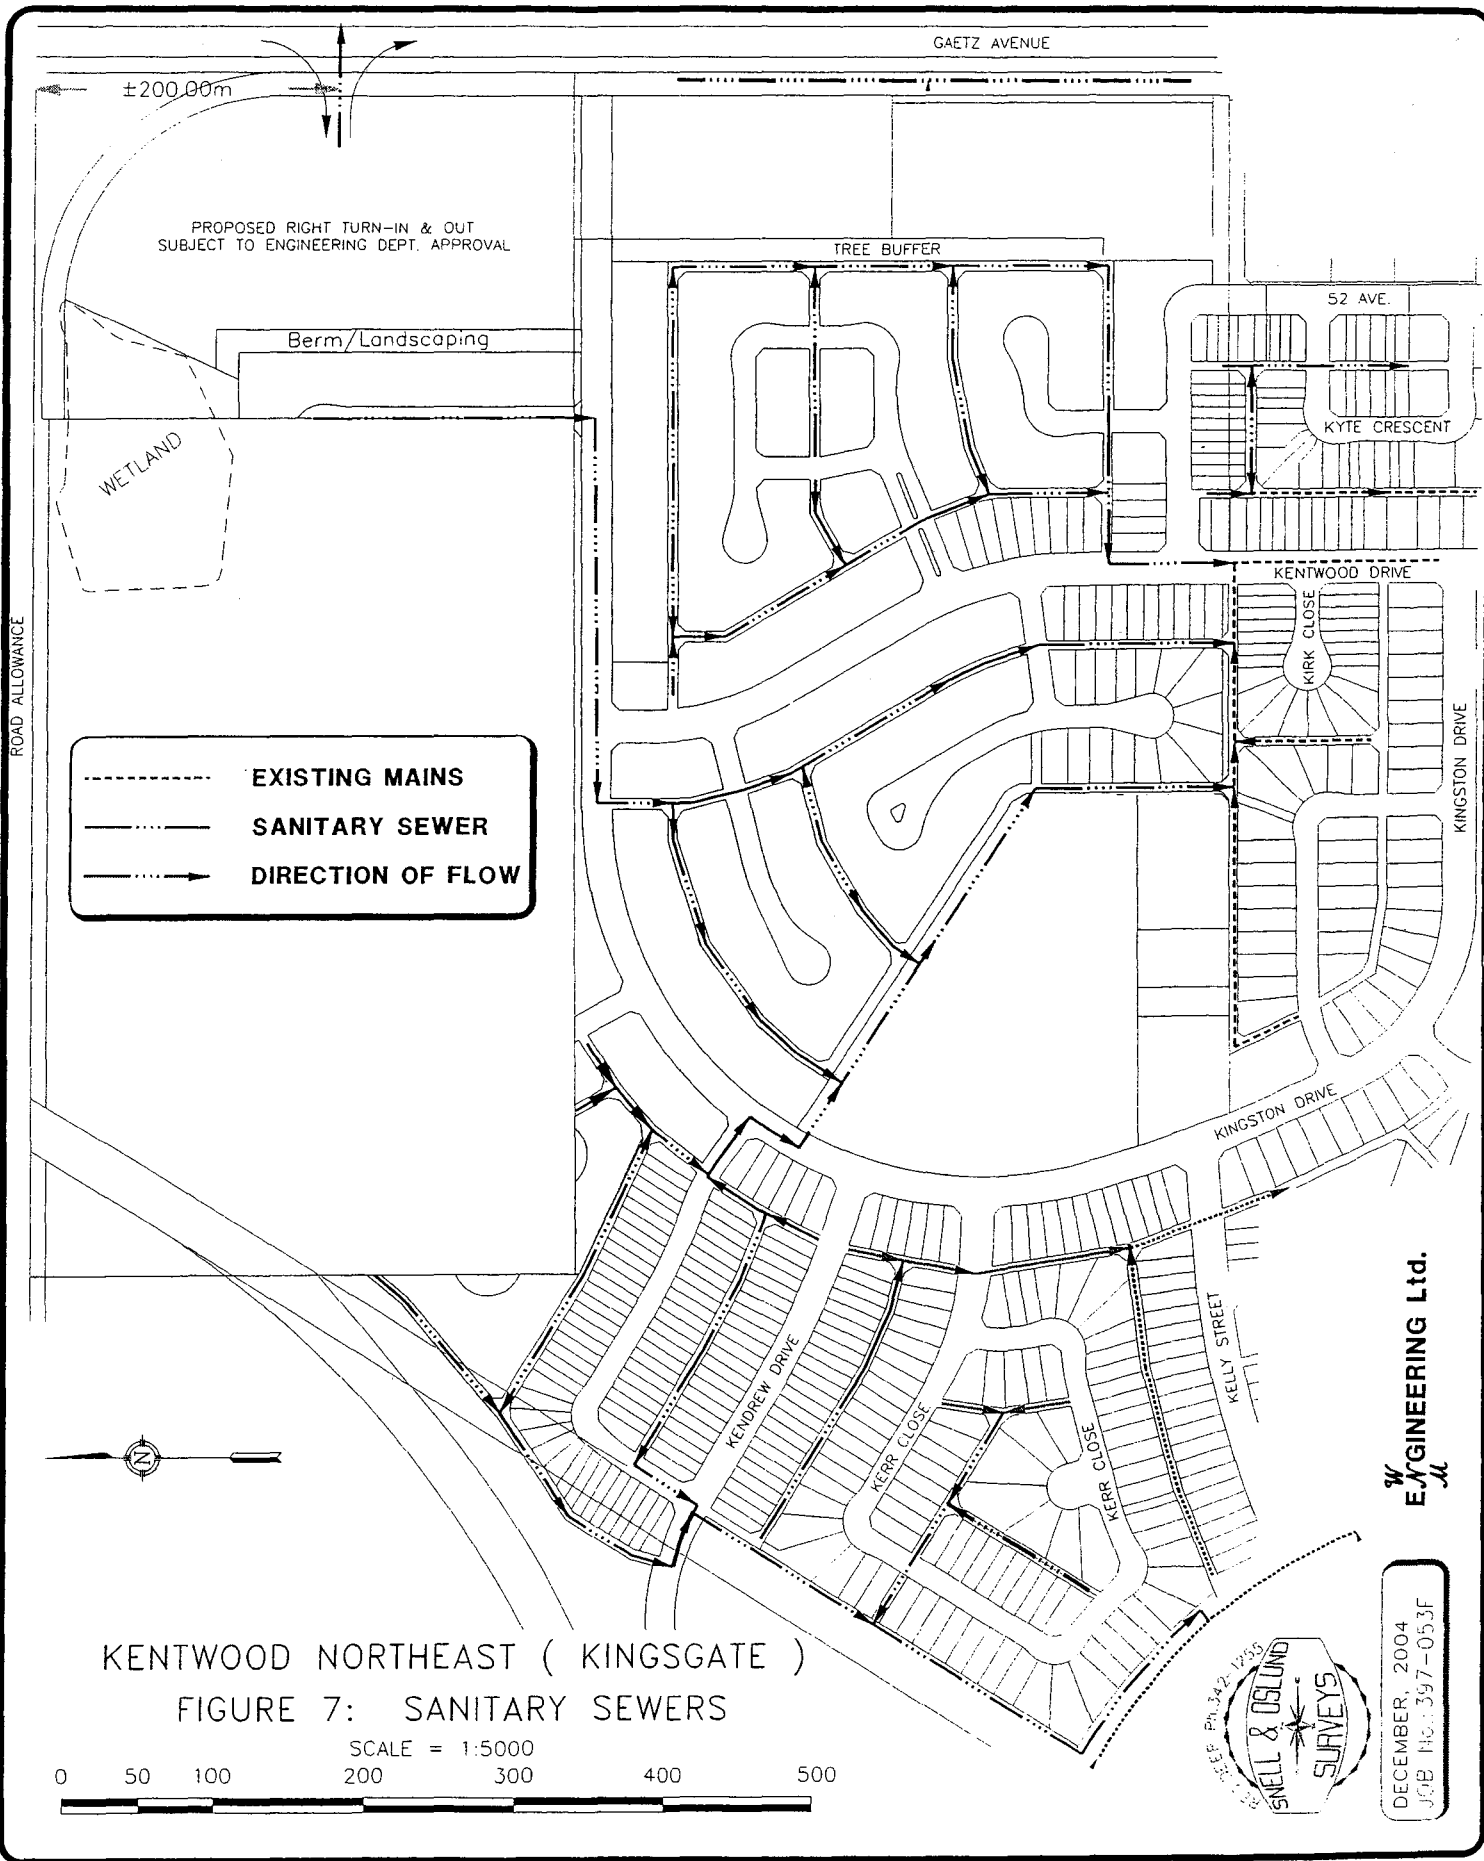 GAETZ AVENUE
±200.00m
PROPOSED RIGHT TURN-IN & OUT
SUBJECT TO ENGINEERING DEPT. APPROVAL
TREE BUFFER
52 AVE.
Berm/Landscaping
KYTE CRESCENT
WETLAND
KENTWOOD DRIVE
KIRK CLOSE
ROAD ALLOWANCE
KINGSTON DRIVE
EXISTING MAINS
SANITARY SEWER
DIRECTION OF FLOW
KINGSTON DRIVE
KELLY STREET
KENDREW DRIVE
KERR CLOSE
KERR CLOSE
N
W
ENGINEERING Ltd.
M
KENTWOOD NORTHEAST ( KINGSGATE )
FIGURE 7: SANITARY SEWERS
SCALE = 1:5000
0 50 100 200 300 400 500
SNELL & OSLUND
SURVEYS
Ph. 342-1255
DECEMBER, 2004
JOB No.: 397-053F